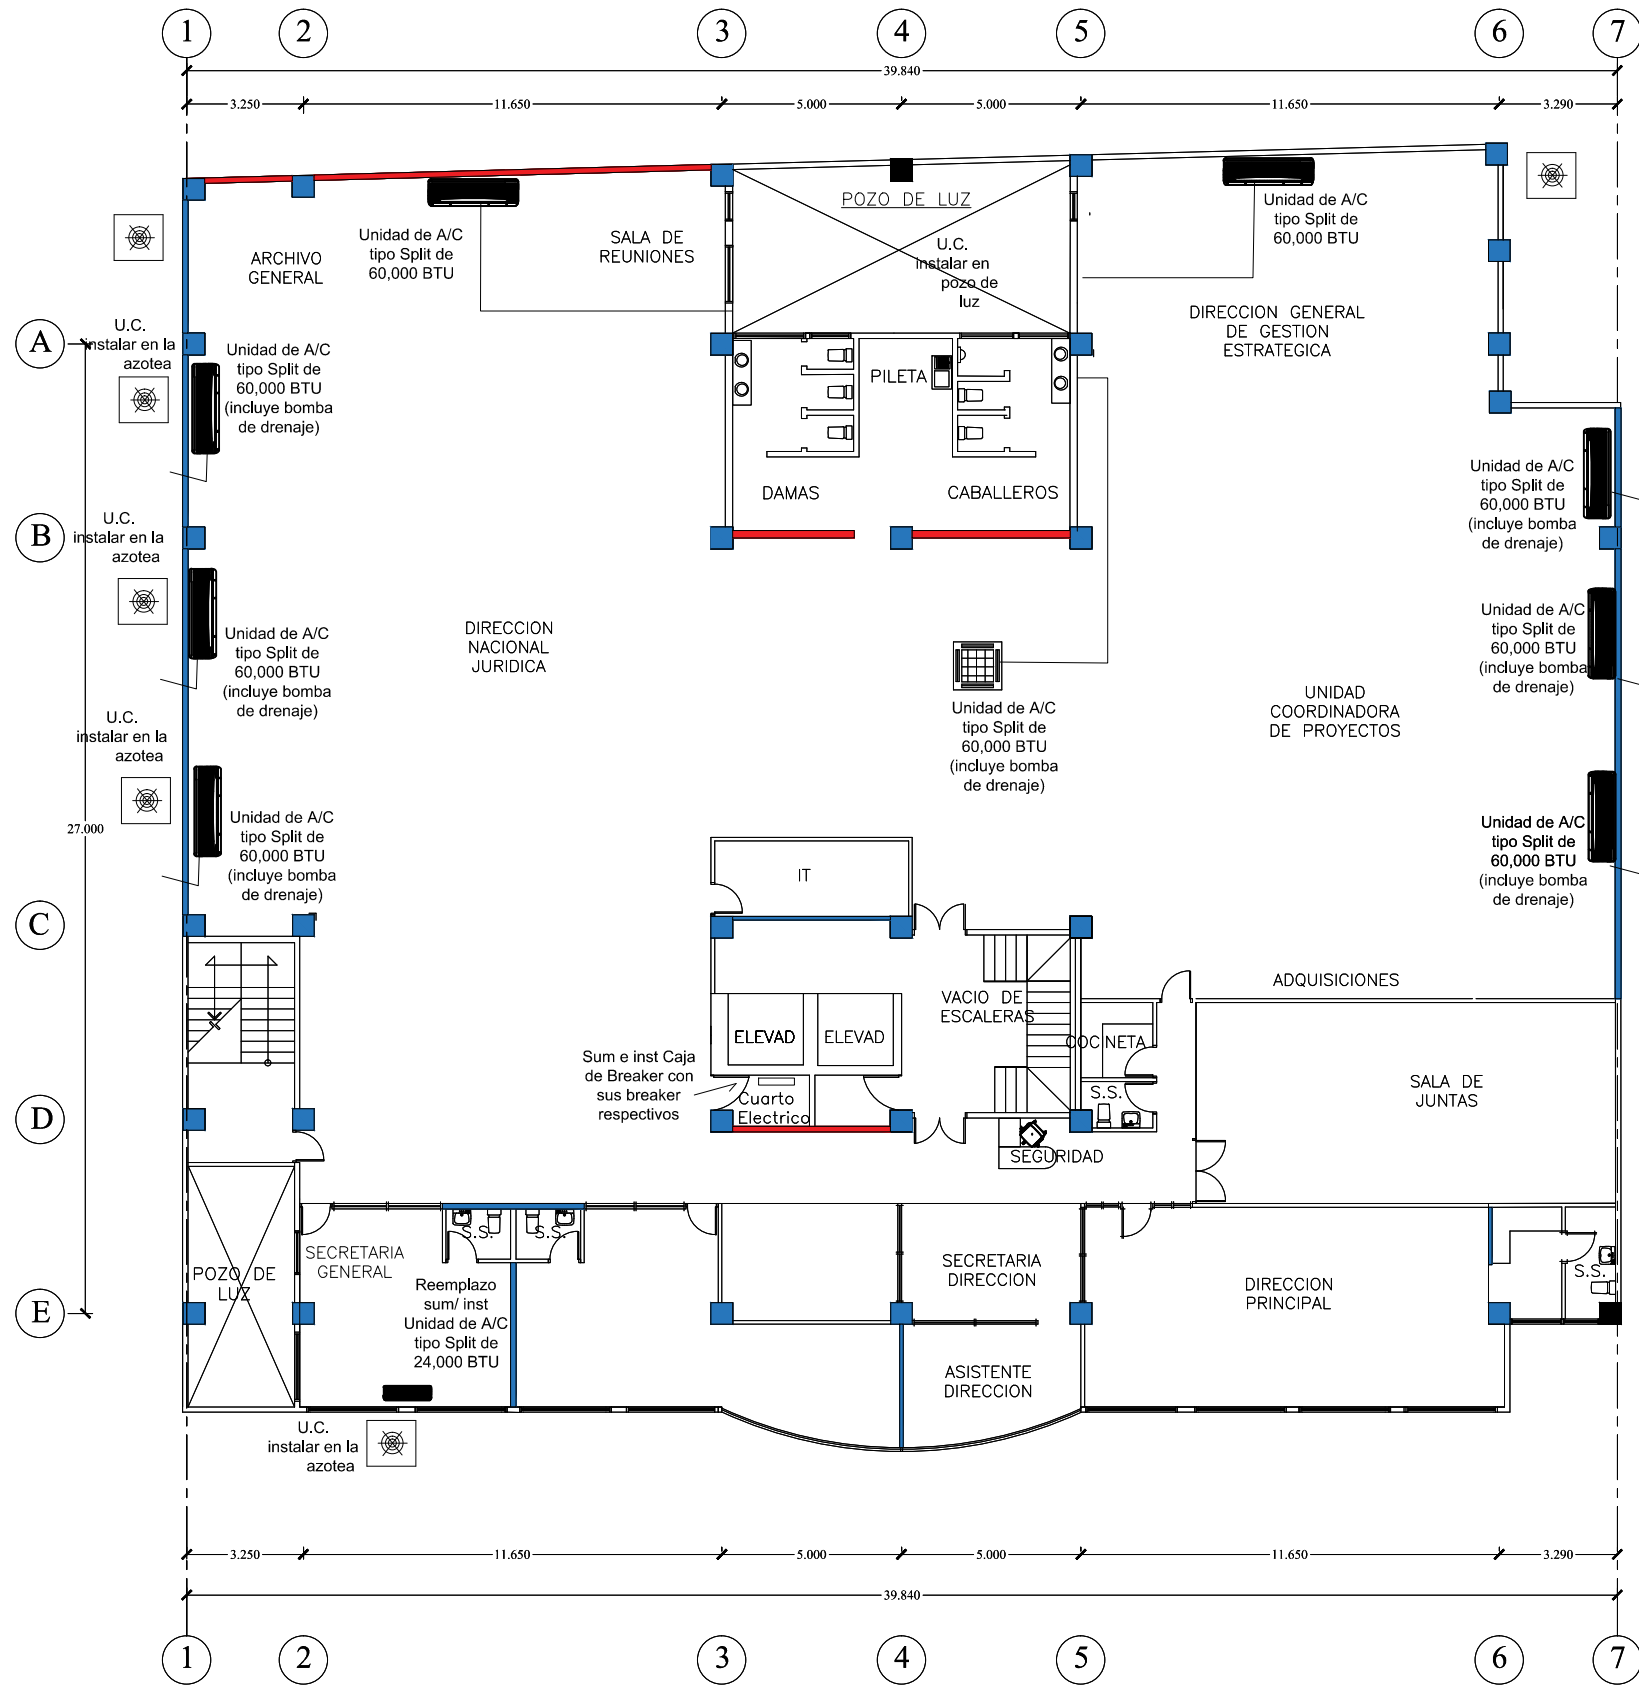 1
2
3
4
5
6
7
39.840
3.250
11.650
5.000
5.000
11.650
3.290
Unidad de A/C
tipo Split de
60,000 BTU
SALA DE
REUNIONES
ARCHIVO
GENERAL
POZO DE LUZ
U.C.
instalar en
pozo de
luz
Unidad de A/C
tipo Split de
60,000 BTU
DIRECCION GENERAL
DE GESTION
ESTRATEGICA
A
U.C.
instalar en la
azotea
Unidad de A/C
tipo Split de
60,000 BTU
(incluye bomba
de drenaje)
PILETA
DAMAS
CABALLEROS
Unidad de A/C
tipo Split de
60,000 BTU
(incluye bomba
de drenaje)
B
U.C.
instalar en la
azotea
Unidad de A/C
tipo Split de
60,000 BTU
(incluye bomba
de drenaje)
DIRECCION
NACIONAL
JURIDICA
Unidad de A/C
tipo Split de
60,000 BTU
(incluye bomba
de drenaje)
UNIDAD
COORDINADORA
DE PROYECTOS
Unidad de A/C
tipo Split de
60,000 BTU
(incluye bomba
de drenaje)
U.C.
instalar en la
azotea
27.000
Unidad de A/C
tipo Split de
60,000 BTU
(incluye bomba
de drenaje)
Unidad de A/C
tipo Split de
60,000 BTU
(incluye bomba
de drenaje)
IT
C
ADQUISICIONES
VACIO DE
ESCALERAS
ELEVAD
ELEVAD
COCINETA
Sum e inst Caja
de Breaker con
sus breaker
respectivos
Cuarto
Electrico
S.S.
SALA DE
JUNTAS
D
SEGURIDAD
S.S.
S.S.
SECRETARIA
GENERAL
POZO DE
LUZ
SECRETARIA
DIRECCION
DIRECCION
PRINCIPAL
S.S.
E
Reemplazo
sum/ inst
Unidad de A/C
tipo Split de
24,000 BTU
ASISTENTE
DIRECCION
U.C.
instalar en la
azotea
3.250
11.650
5.000
5.000
11.650
3.290
39.840
1
2
3
4
5
6
7